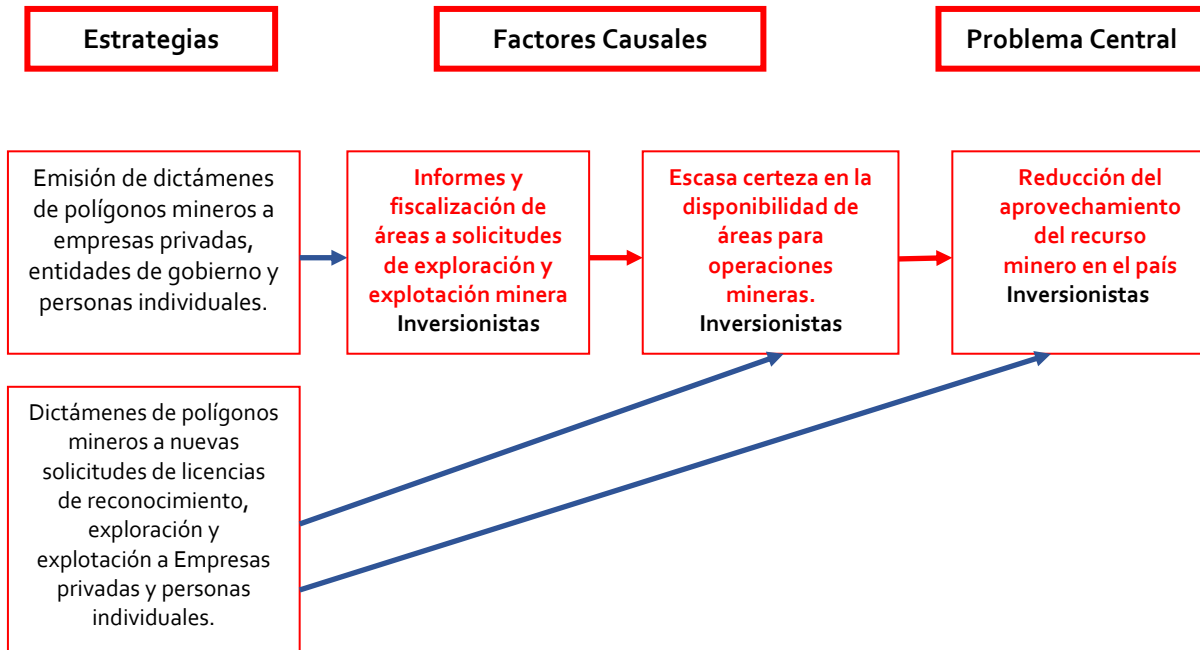 Estrategias
Factores Causales
Problema Central
Emisión de dictámenes
de polígonos mineros a
empresas privadas,
entidades de gobierno y
personas individuales.
Informes y
fiscalización de
áreas a solicitudes
de exploración y
explotación minera
Inversionistas
Escasa certeza en la
disponibilidad de
áreas para
operaciones
mineras.
Inversionistas
Reducción del
aprovechamiento
del recurso
minero en el país
Inversionistas
Dictámenes de polígonos
mineros a nuevas
solicitudes de licencias
de reconocimiento,
exploración y
explotación a Empresas
privadas y personas
individuales.